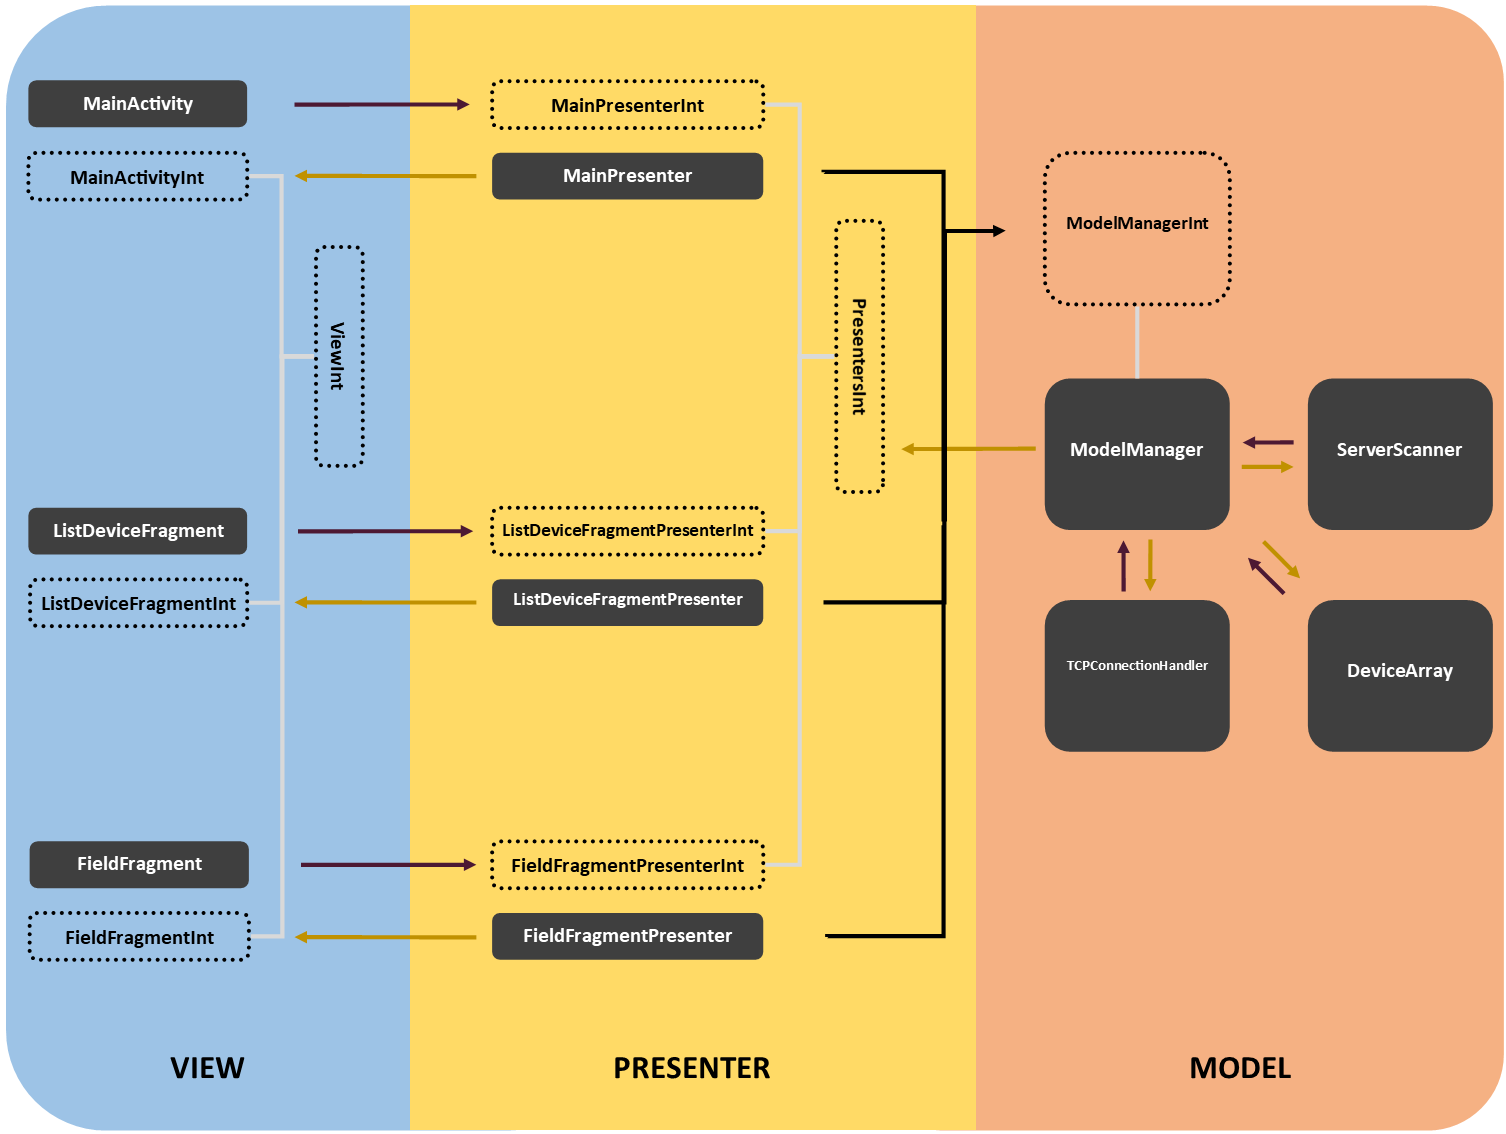 MainActivity
MainActivityInt
ViewInt
ListDeviceFragment
ListDeviceFragmentInt
FieldFragment
FieldFragmentInt
VIEW
MainPresenterInt
MainPresenter
PresentersInt
ListDeviceFragmentPresenterInt
ListDeviceFragmentPresenter
FieldFragmentPresenterInt
FieldFragmentPresenter
PRESENTER
ModelManagerInt
ModelManager
ServerScanner
TCPConnectionHandler
DeviceArray
MODEL